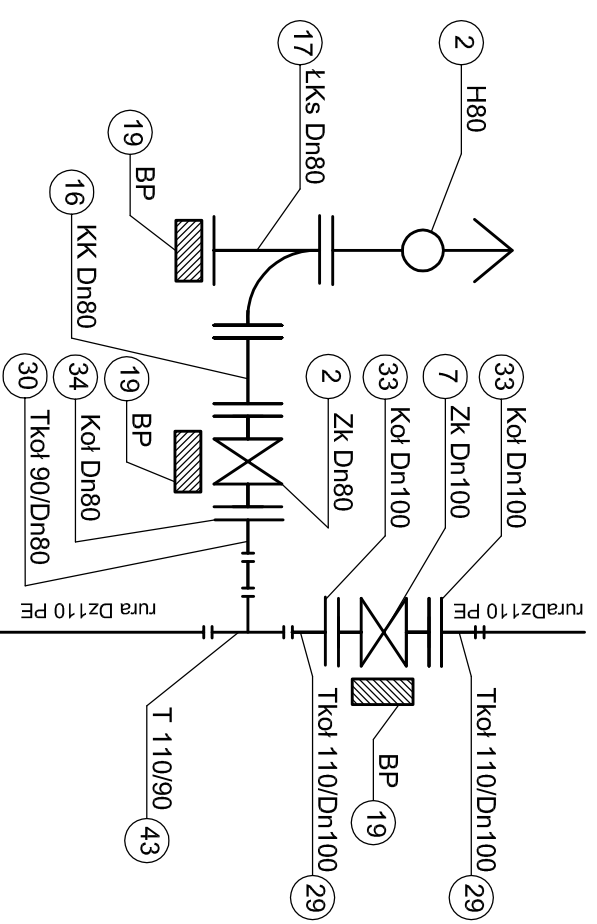 2
H80
17
ŁKs Dn80
19
BP
16
KK Dn80
30
Tkoł 90/Dn80
34
Koł Dn80
19
BP
2
Zk Dn80
33
Koł Dn100
7
Zk Dn100
33
Koł Dn100
rura Dz110 PE
ruraDz110 PE
T 110/90
43
Tkoł 110/Dn100
29
BP
19
Tkoł 110/Dn100
29